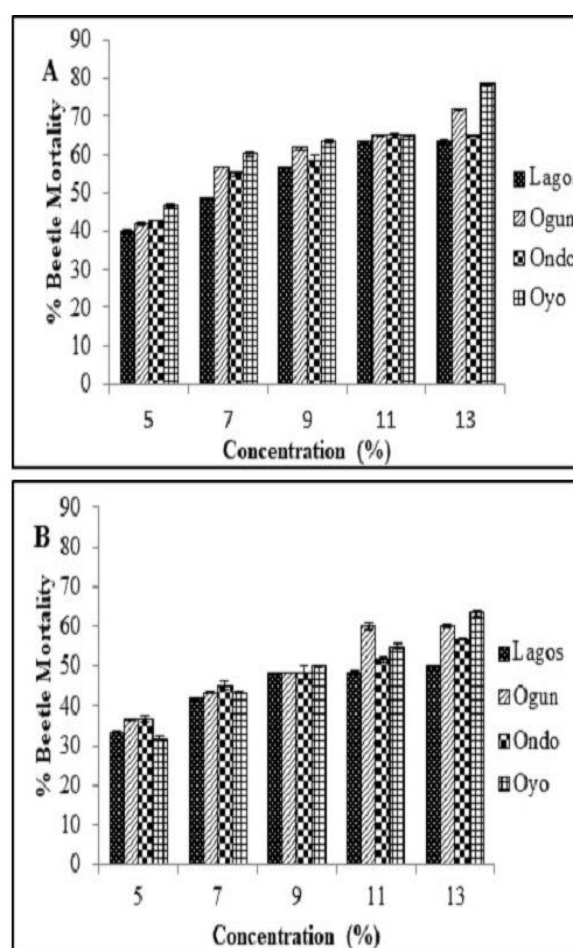 A
% Beetle Mortality
90
80
70
60
50
40
30
20
10
0
5 7 9 11 13
Concentration (%)
Lagos
Ogun
Ondo
Oyo
B
% Beetle Mortality
90
80
70
60
50
40
30
20
10
0
5 7 9 11 13
Concentration (%)
Lagos
Ogun
Ondo
Oyo